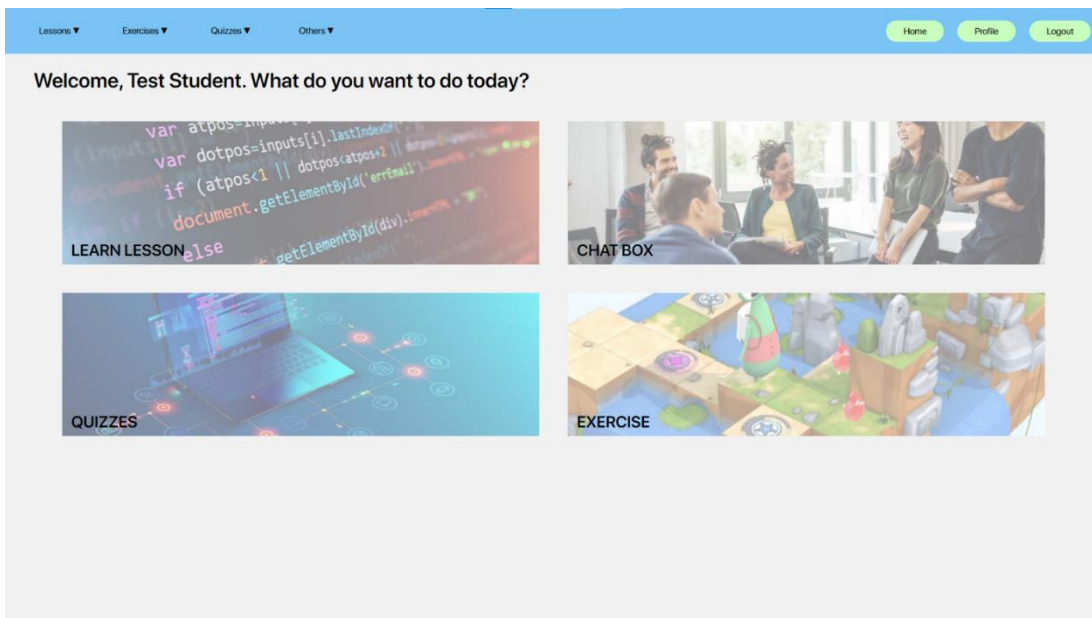 Lessons ▼ Exercises ▼ Quizzes ▼ Others ▼ Home Profile Logout
Welcome, Test Student. What do you want to do today?
var atpos=inputs[i].lastIndexOf(
var dotpos=inputs[i].lastIndexOf(
if (atpos<1 || dotpos<atpos+2 ||
document.getElementById('errEmail').innerHTML =
else
getElementById(div).innerHTML
LEARN LESSON
CHAT BOX
QUIZZES
EXERCISE